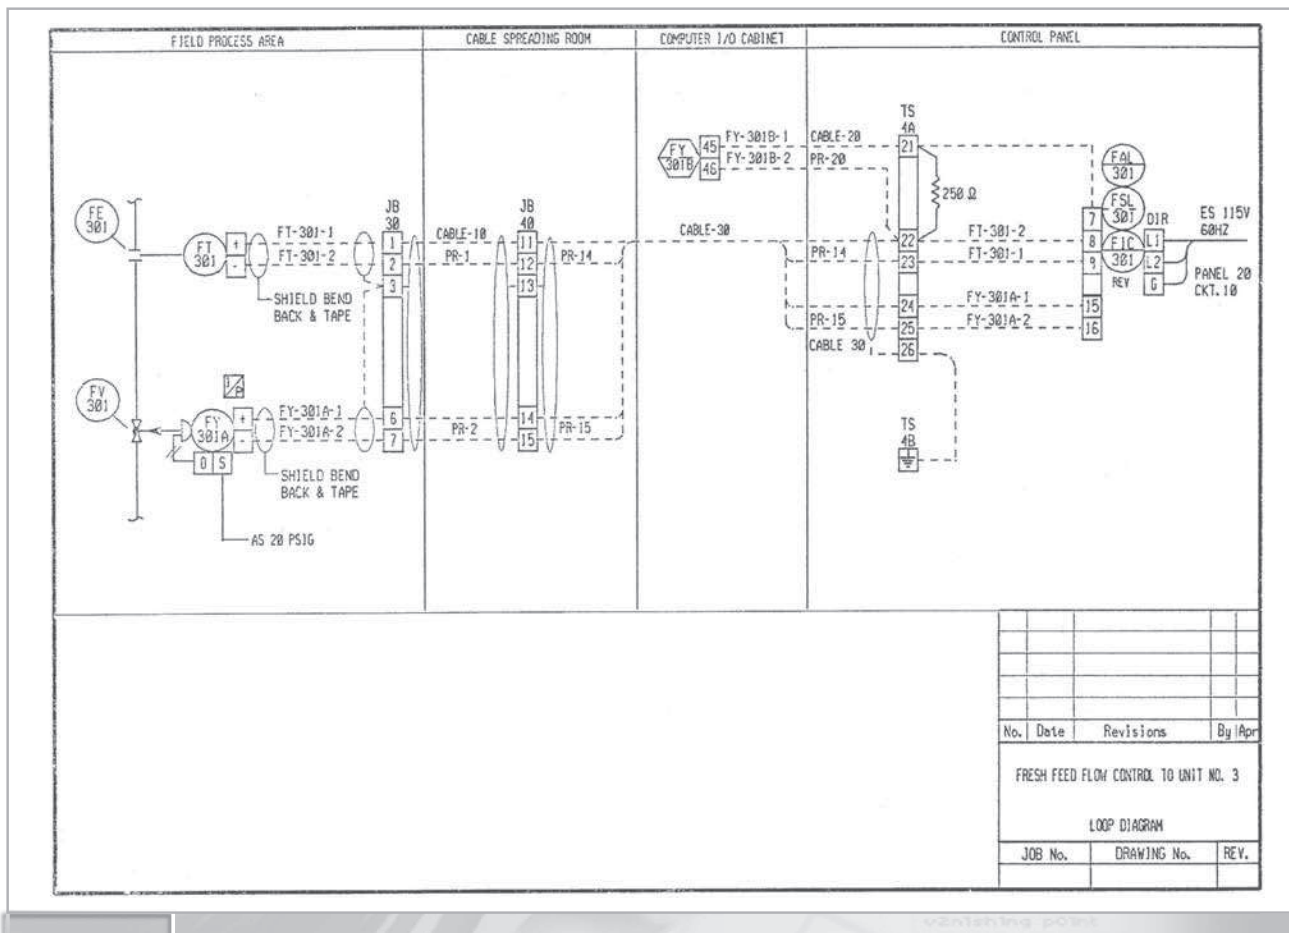 FIELD PROCESS AREA
CABLE SPREADING ROOM
COMPUTER I/O CABINET
CONTROL PANEL
TS
4A
FY
301B
45
46
FY-301B-1
FY-301B-2
CABLE-20
PR-20
21
250 Ω
FAL
301
FSL
301
FIC
301
REV
DIR
7
8
9
15
16
L1
L2
G
ES 115V
60HZ
PANEL 20
CKT.10
FE
301
FT
301
+
-
FT-301-1
FT-301-2
SHIELD BEND
BACK & TAPE
JB
30
1
2
3
6
7
CABLE-10
PR-1
JB
40
11
12
13
14
15
PR-14
CABLE-30
PR-14
22
23
24
25
26
FT-301-2
FT-301-1
FY-301A-1
FY-301A-2
PR-15
CABLE 30
FV
301
I/P
FY
301A
+
-
O
S
FY-301A-1
FY-301A-2
SHIELD BEND
BACK & TAPE
PR-2
PR-15
AS 20 PSIG
TS
4B
No. Date Revisions By Apr
FRESH FEED FLOW CONTROL TO UNIT NO. 3
LOOP DIAGRAM
JOB No. DRAWING No. REV.
v2nishing p0int